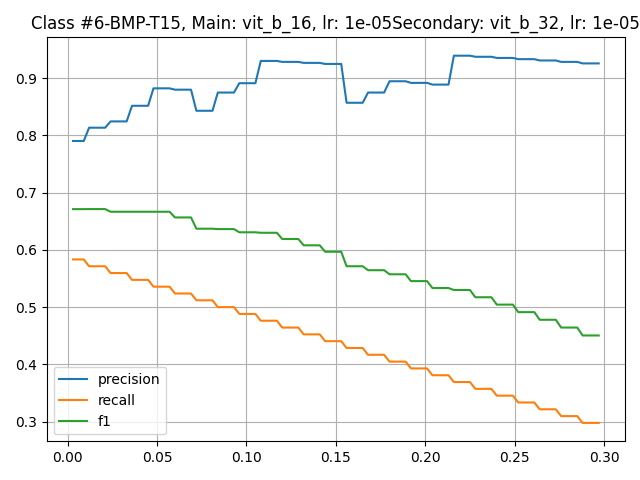 Class #6-BMP-T15, Main: vit_b_16, lr: 1e-05Secondary: vit_b_32, lr: 1e-05
0.9
0.8
0.7
0.6
0.5
0.4
0.3
precision
recall
f1
0.00 0.05 0.10 0.15 0.20 0.25 0.30